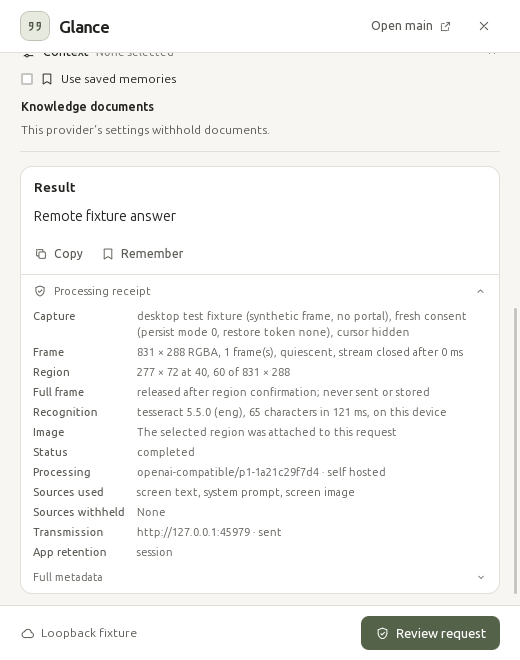 Glance
Open main
Context None selected
Use saved memories
Knowledge documents
This provider's settings withhold documents.
Result
Remote fixture answer
Copy Remember
Processing receipt
Capture desktop test fixture (synthetic frame, no portal), fresh consent
(persist mode 0, restore token none), cursor hidden
Frame 831 × 288 RGBA, 1 frame(s), quiescent, stream closed after 0 ms
Region 277 × 72 at 40, 60 of 831 × 288
Full frame released after region confirmation; never sent or stored
Recognition tesseract 5.5.0 (eng), 65 characters in 121 ms, on this device
Image The selected region was attached to this request
Status completed
Processing openai-compatible/p1-1a21c29f7d4 · self hosted
Sources used screen text, system prompt, screen image
Sources withheld None
Transmission http://127.0.0.1:45979 · sent
App retention session
Full metadata
Loopback fixture
Review request